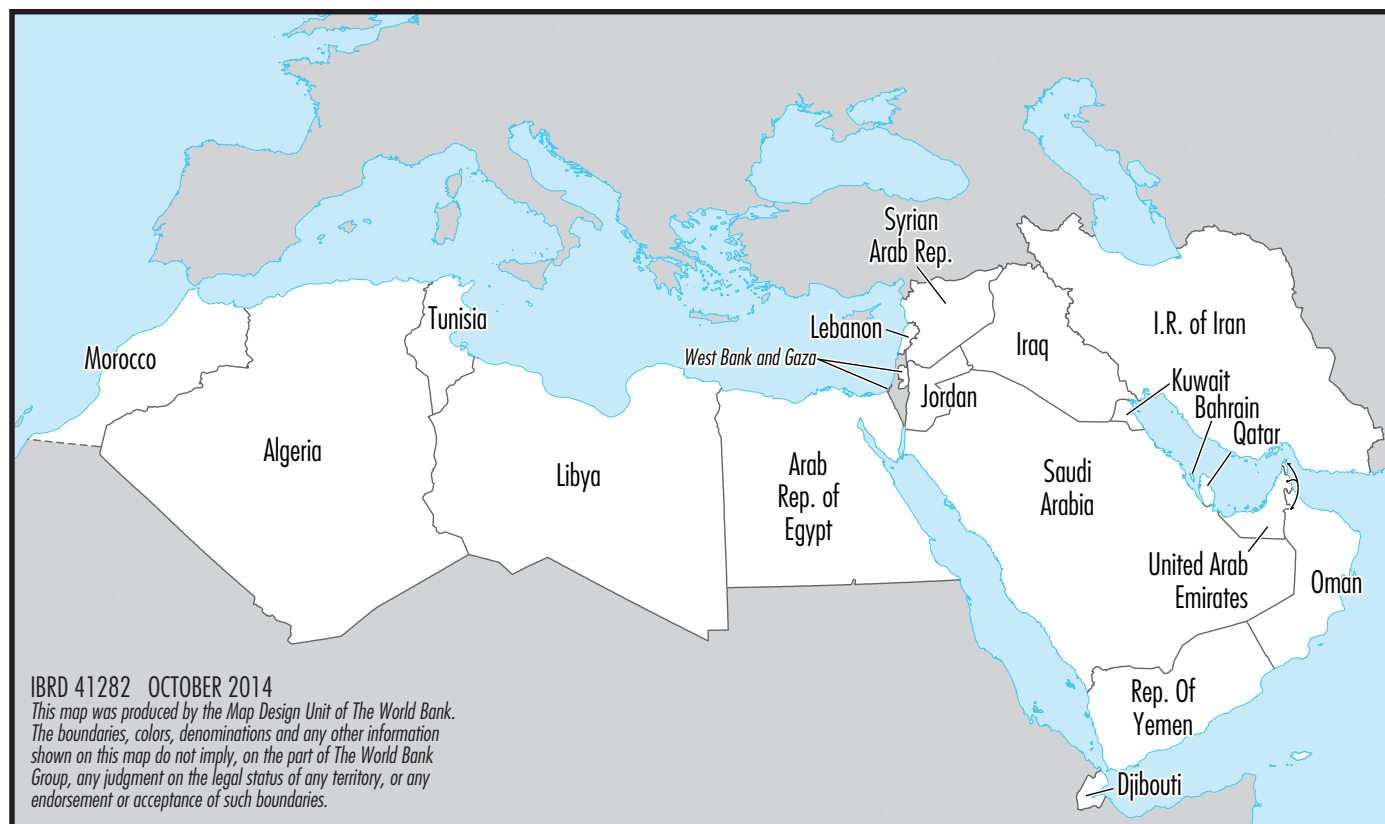 Syrian
Arab Rep.
Tunisia
Lebanon
I.R. of Iran
Iraq
Morocco
West Bank and Gaza
Kuwait
Jordan
Bahrain
Qatar
Algeria
Libya
Arab
Rep. of
Egypt
Saudi
Arabia
United Arab
Emirates
Oman
Rep. Of
Yemen
Djibouti
IBRD 41282 OCTOBER 2014
This map was produced by the Map Design Unit of The World Bank.
The boundaries, colors, denominations and any other information
shown on this map do not imply, on the part of The World Bank
Group, any judgment on the legal status of any territory, or any
endorsement or acceptance of such boundaries.